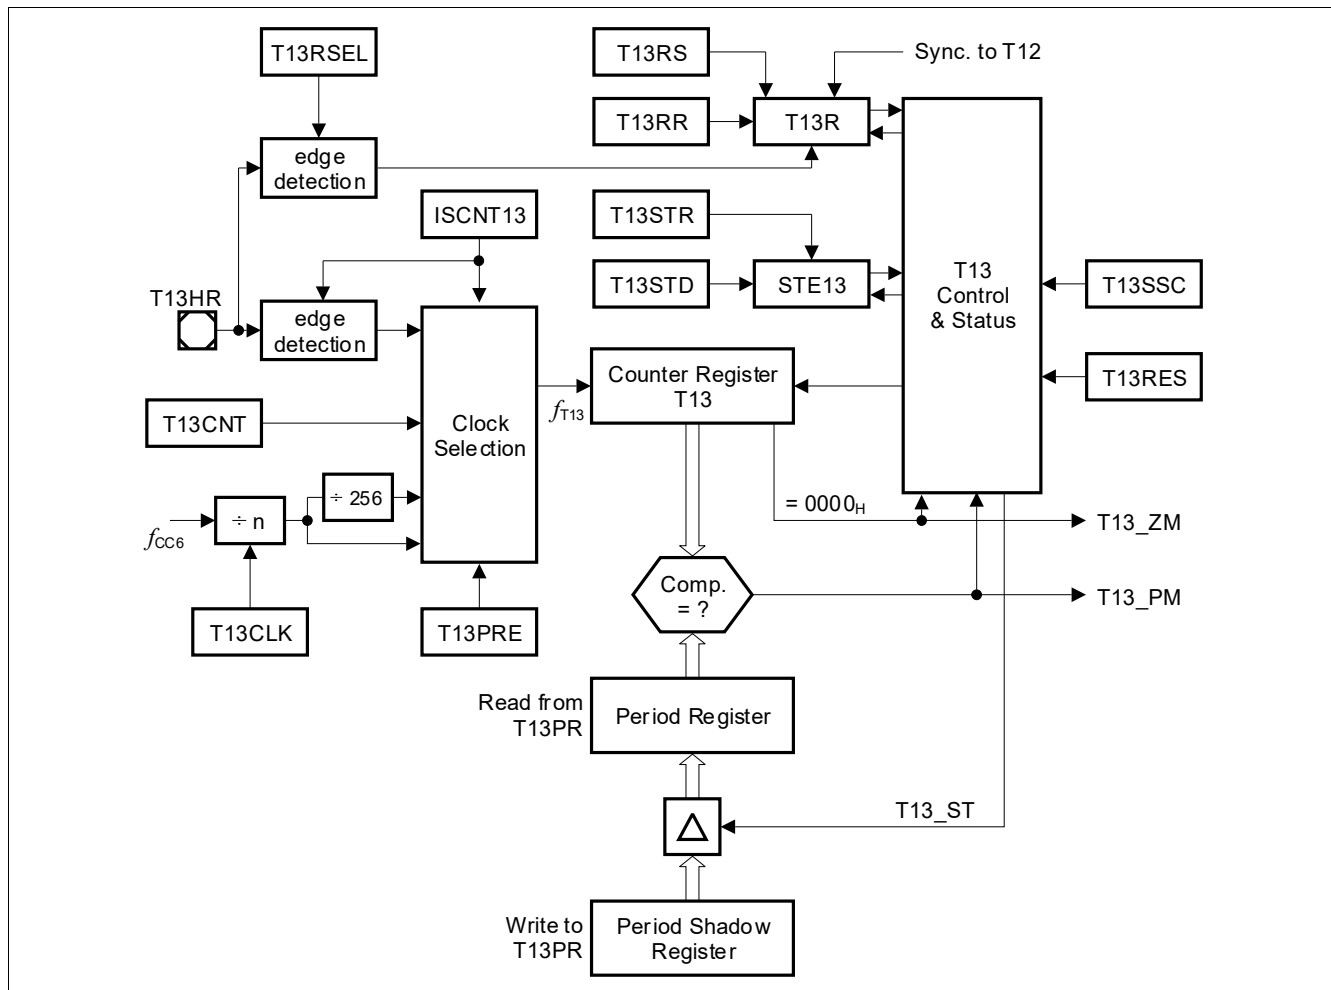 T13RSEL
T13RS
Sync. to T12
T13RR
T13R
edge
detection
ISCNT13
T13STR
T13STD
STE13
T13
Control
& Status
T13SSC
T13HR
edge
detection
Counter Register
T13
T13RES
fT13
T13CNT
Clock
Selection
÷ 256
= 0000H
÷ n
fCC6
T13_ZM
Comp.
= ?
T13_PM
T13CLK
T13PRE
Read from
T13PR
Period Register
T13_ST
Write to
T13PR
Period Shadow
Register